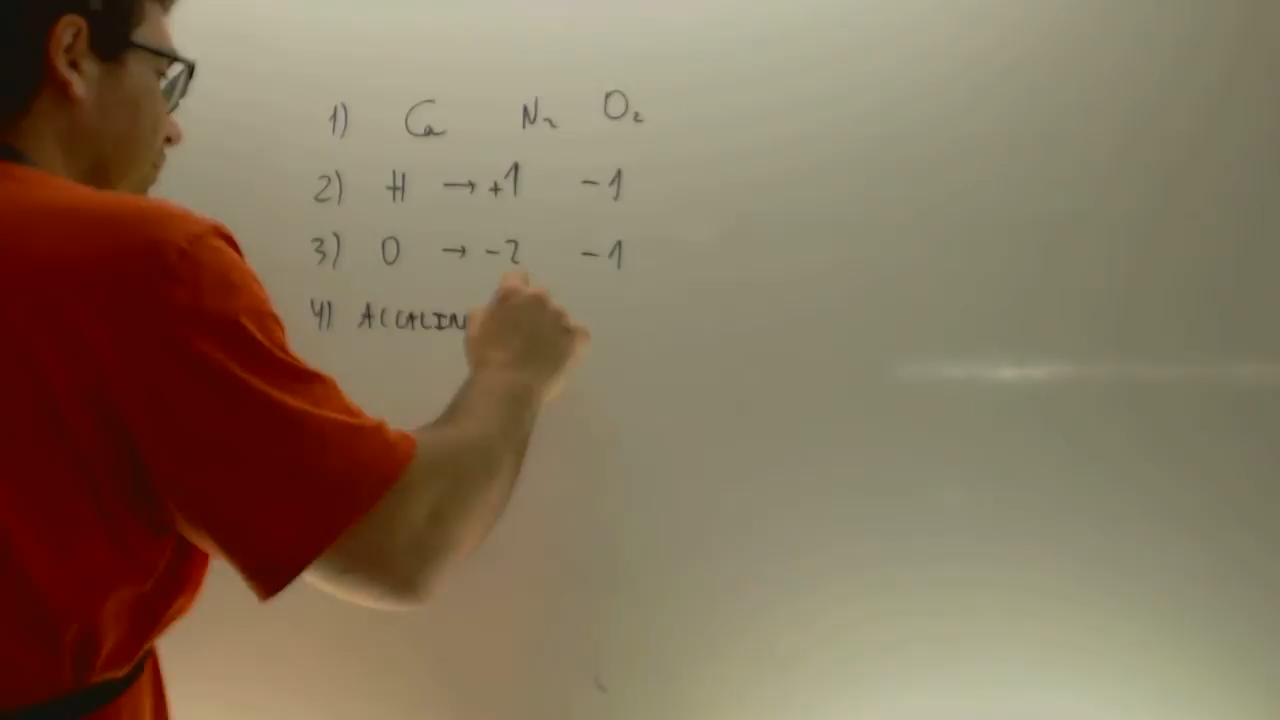 1) Ca N₂ O₂
2) H → +1 -1
3) O → -2 -1
4) ALCALIN